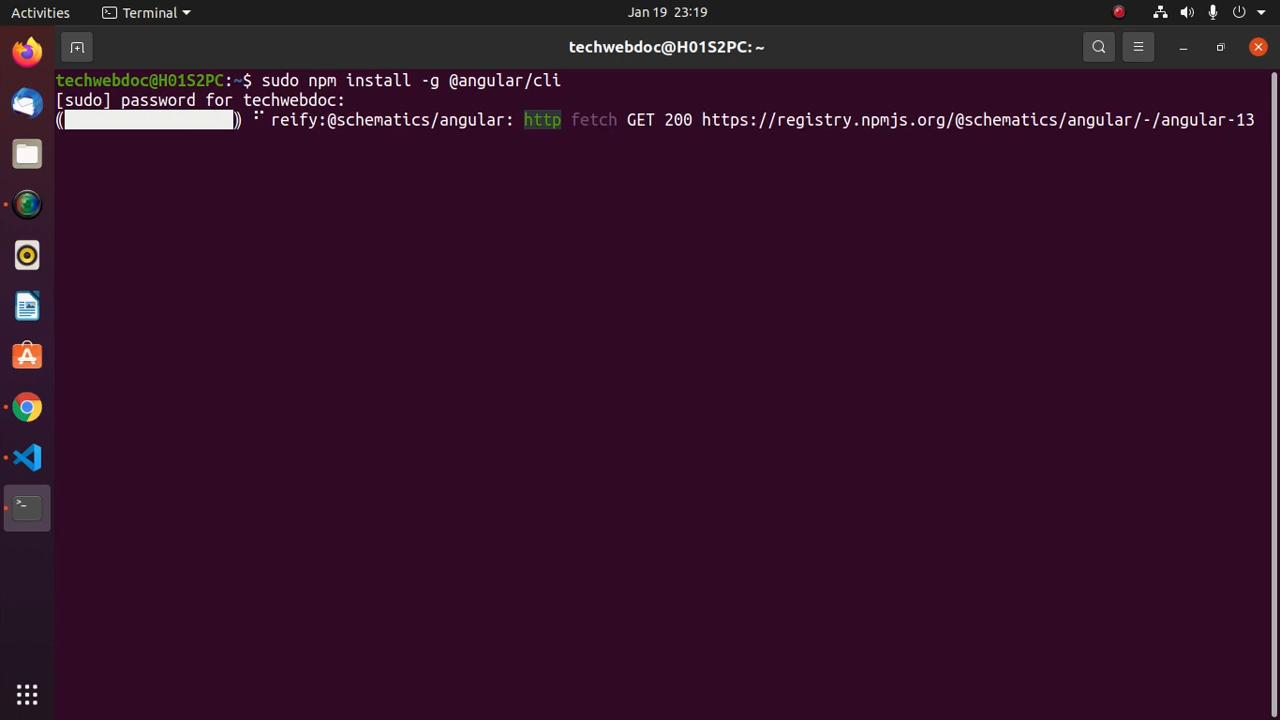 Activities
Terminal
Jan 19 23:19
techwebdoc@H01S2PC: ~
techwebdoc@H01S2PC:~$ sudo npm install -g @angular/cli
[sudo] password for techwebdoc:
(██████████████████) ⠋ reify:@schematics/angular: http fetch GET 200 https://registry.npmjs.org/@schematics/angular/-/angular-13